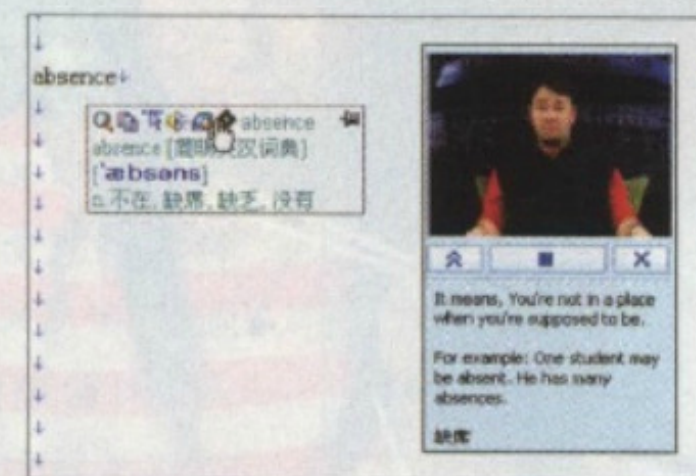 absence
absence
absence [简明英汉词典]
['æbsəns]
n.不在, 缺席, 缺乏, 没有
It means, You're not in a place
when you're supposed to be.
For example: One student may
be absent. He has many
absences.
缺席